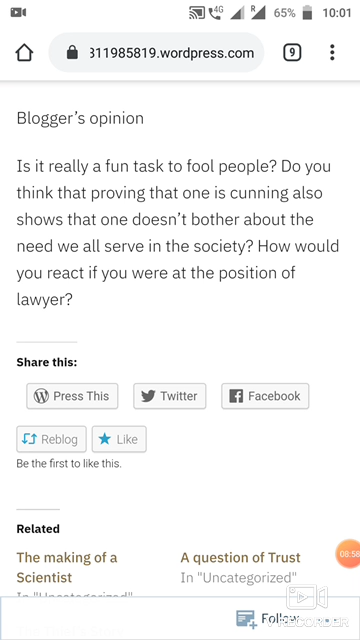 4G R 65% 10:01
311985819.wordpress.com 9
Blogger's opinion
Is it really a fun task to fool people? Do you
think that proving that one is cunning also
shows that one doesn't bother about the
need we all serve in the society? How would
you react if you were at the position of
lawyer?
Share this:
Press This Twitter Facebook
Reblog Like
Be the first to like this.
Related
The making of a
Scientist
In "Uncategorized"
A question of Trust
In "Uncategorized"
08:58
Follow
RECORDER